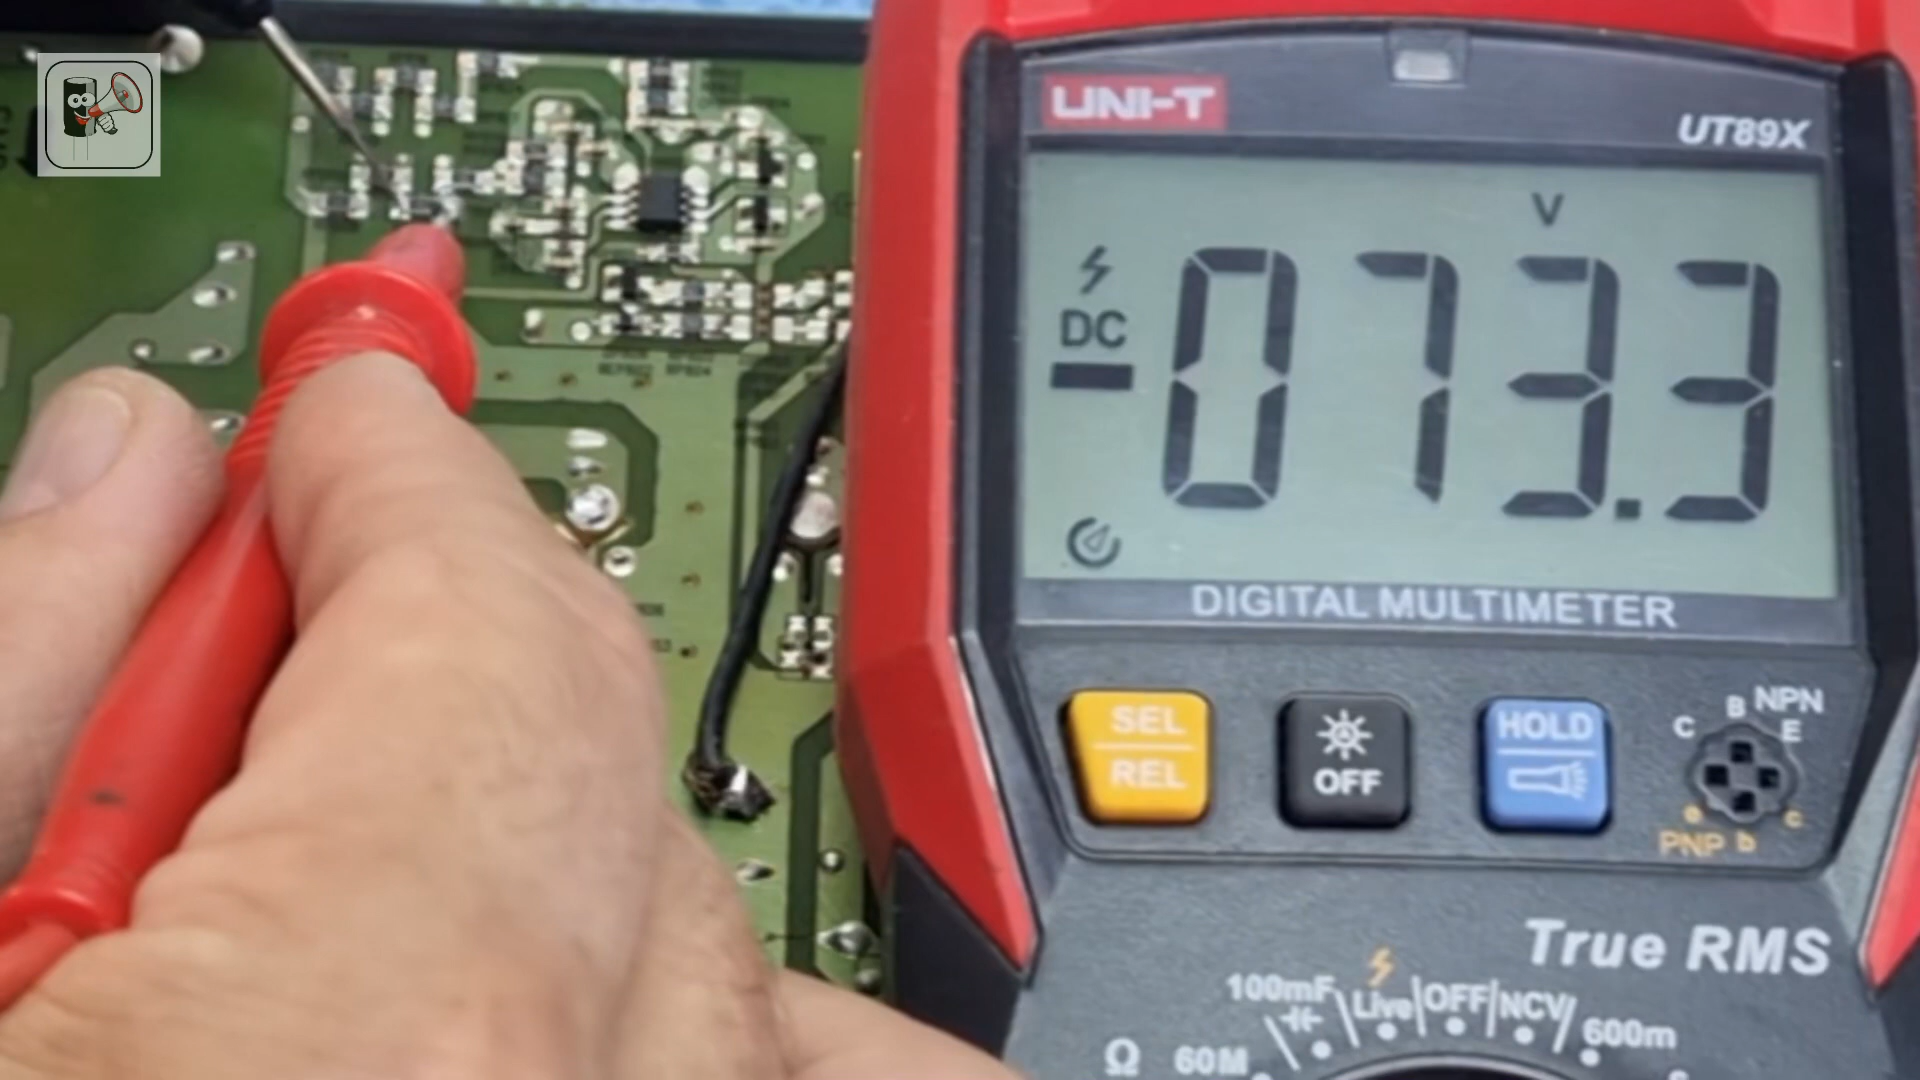 UNI-T
UT89X
V
DC
-073.3
DIGITAL MULTIMETER
SEL
REL
OFF
HOLD
B NPN
C E
e c
PNP b
True RMS
100mF Live OFF NCV 600m
Ω 60M